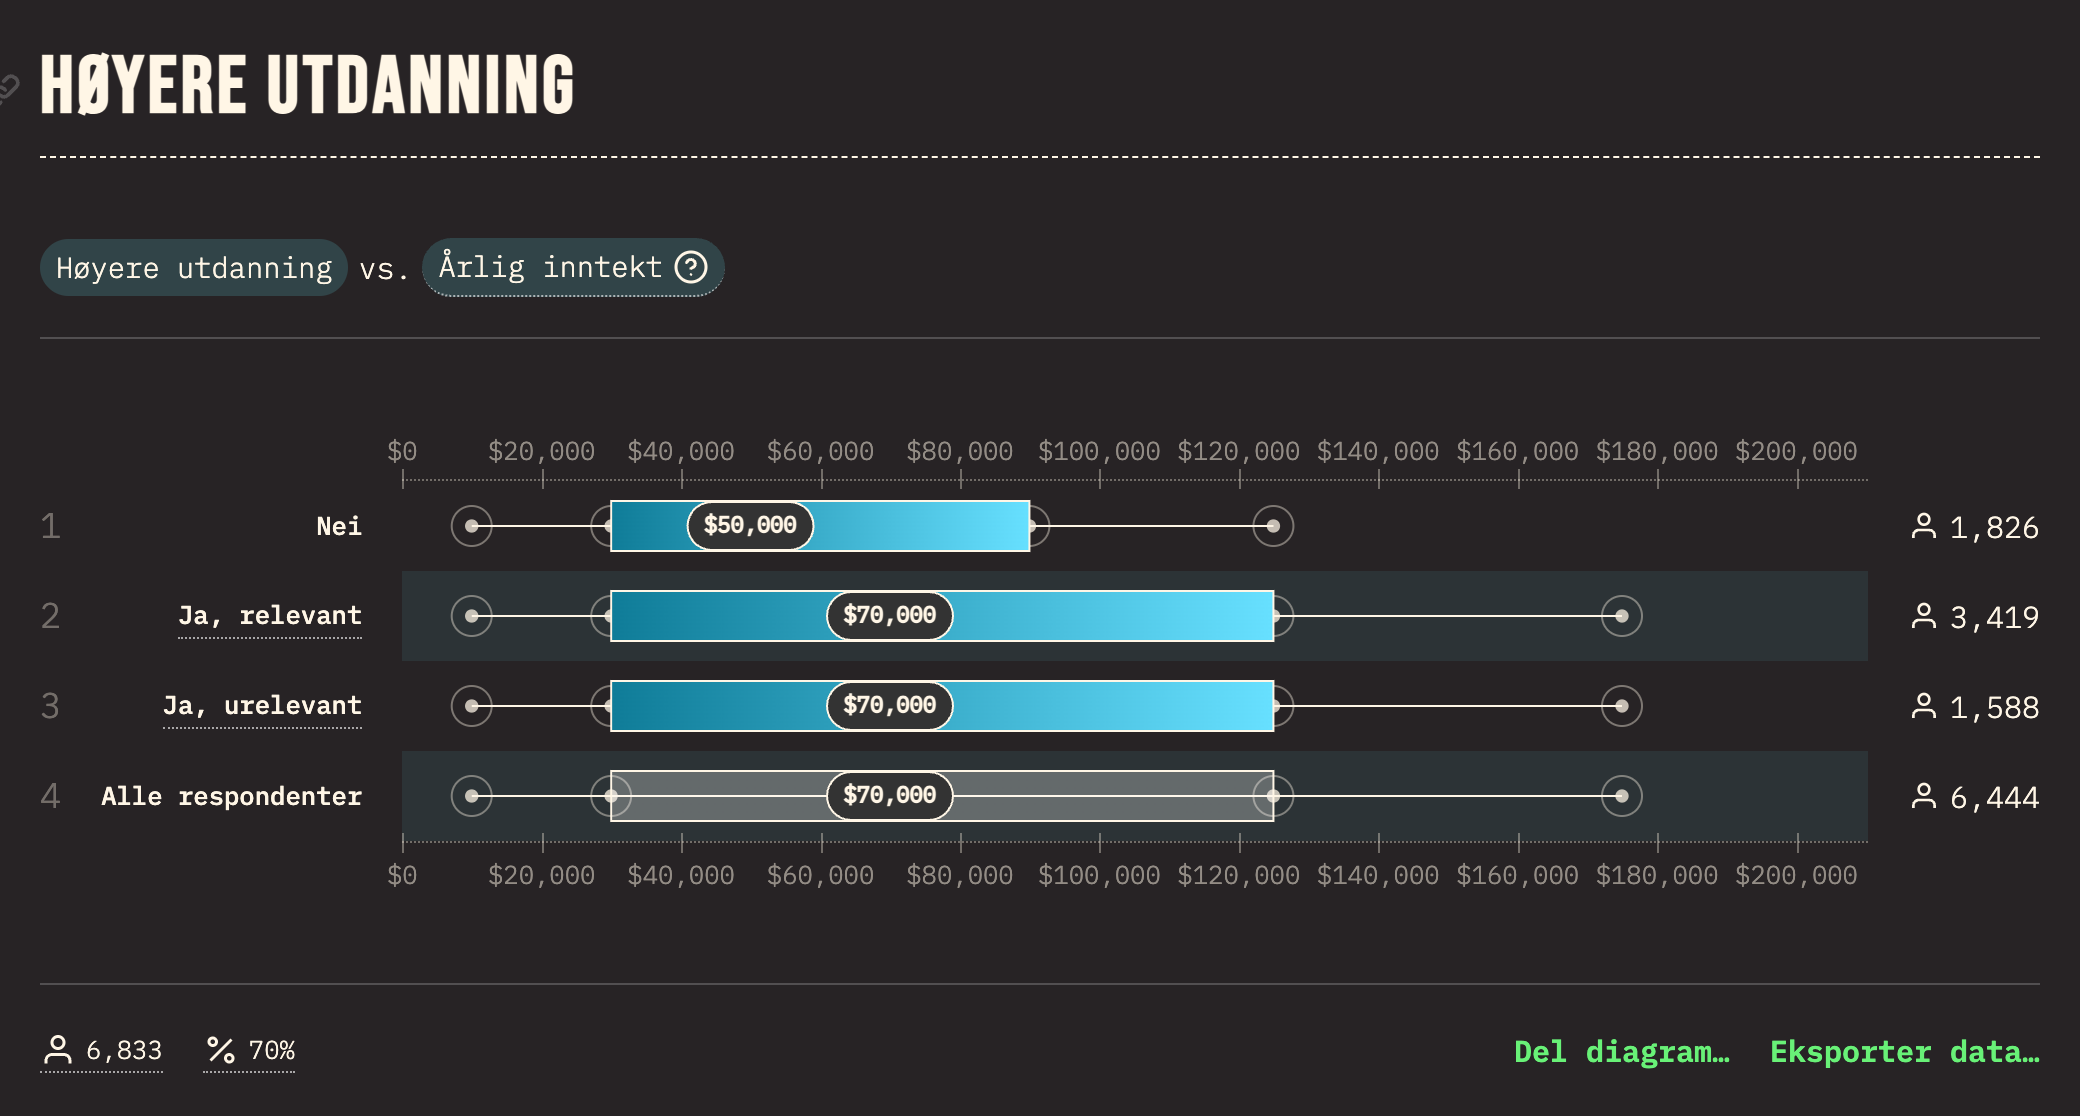 HØYERE UTDANNING
Høyere utdanning vs. Årlig inntekt ?
$0 $20,000 $40,000 $60,000 $80,000 $100,000 $120,000 $140,000 $160,000 $180,000 $200,000
1 Nei $50,000 1,826
2 Ja, relevant $70,000 3,419
3 Ja, urelevant $70,000 1,588
4 Alle respondenter $70,000 6,444
$0 $20,000 $40,000 $60,000 $80,000 $100,000 $120,000 $140,000 $160,000 $180,000 $200,000
6,833 % 70% Del diagram… Eksporter data…